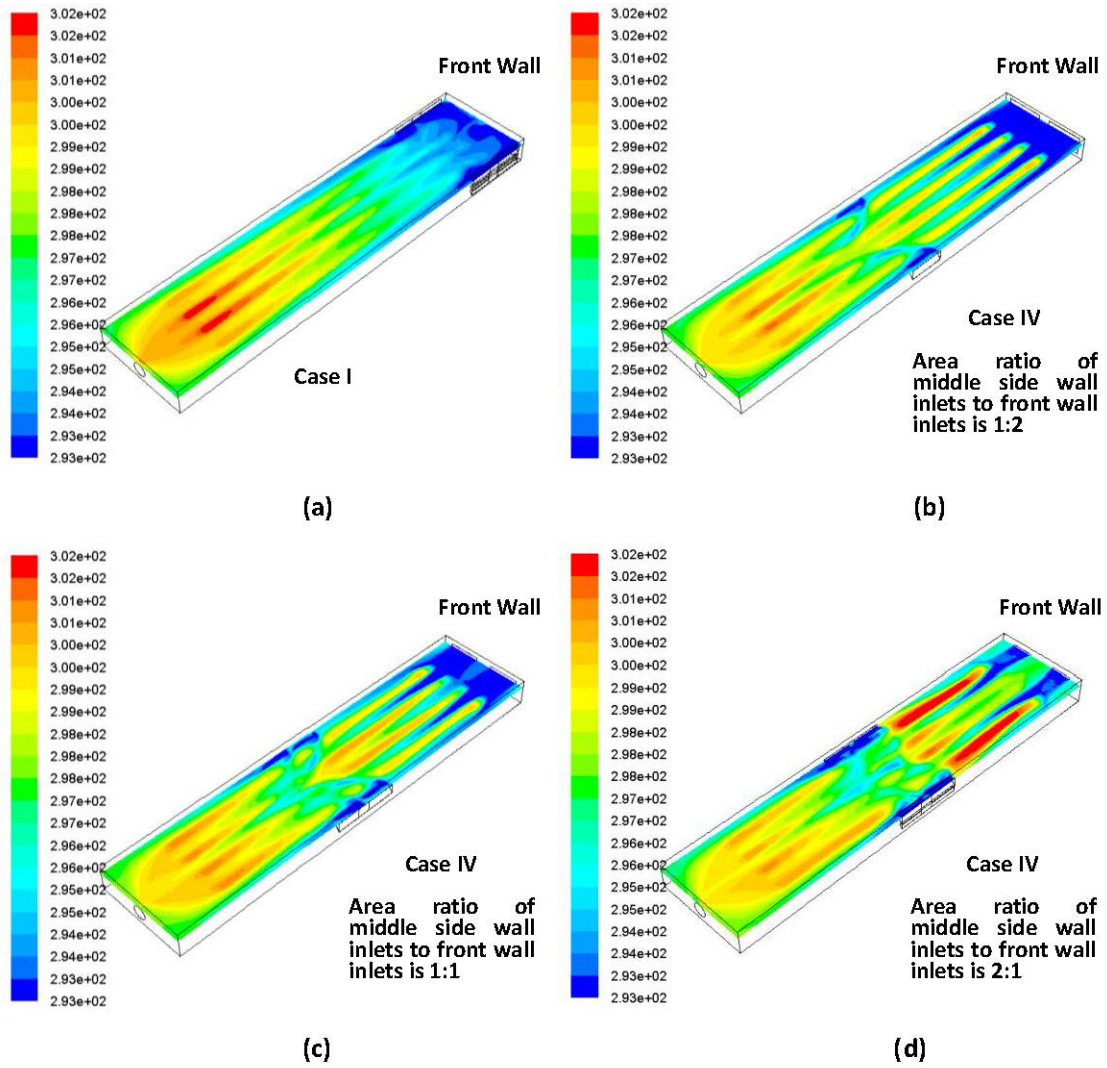 3.02e+02
3.02e+02
3.01e+02
3.01e+02
3.00e+02
3.00e+02
2.99e+02
2.99e+02
2.98e+02
2.98e+02
2.97e+02
2.97e+02
2.96e+02
2.96e+02
2.95e+02
2.95e+02
2.94e+02
2.94e+02
2.93e+02
2.93e+02
Front Wall
Case I
(a)
3.02e+02
3.02e+02
3.01e+02
3.01e+02
3.00e+02
3.00e+02
2.99e+02
2.99e+02
2.98e+02
2.98e+02
2.97e+02
2.97e+02
2.96e+02
2.96e+02
2.95e+02
2.95e+02
2.94e+02
2.94e+02
2.93e+02
2.93e+02
Front Wall
Case IV
Area ratio of
middle side wall
inlets to front wall
inlets is 1:2
(b)
3.02e+02
3.02e+02
3.01e+02
3.01e+02
3.00e+02
3.00e+02
2.99e+02
2.99e+02
2.98e+02
2.98e+02
2.97e+02
2.97e+02
2.96e+02
2.96e+02
2.95e+02
2.95e+02
2.94e+02
2.94e+02
2.93e+02
2.93e+02
Front Wall
Case IV
Area ratio of
middle side wall
inlets to front wall
inlets is 1:1
(c)
3.02e+02
3.02e+02
3.01e+02
3.01e+02
3.00e+02
3.00e+02
2.99e+02
2.99e+02
2.98e+02
2.98e+02
2.97e+02
2.97e+02
2.96e+02
2.96e+02
2.95e+02
2.95e+02
2.94e+02
2.94e+02
2.93e+02
2.93e+02
Front Wall
Case IV
Area ratio of
middle side wall
inlets to front wall
inlets is 2:1
(d)